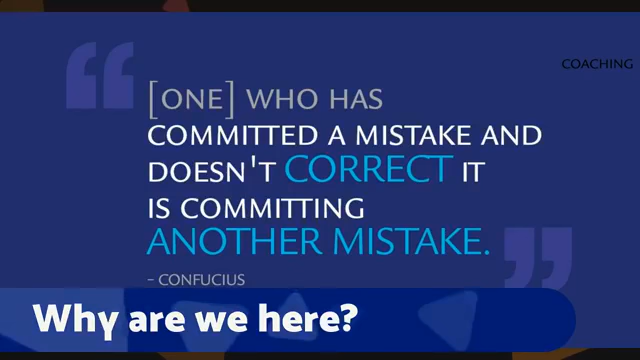 COACHING
[ONE] WHO HAS
COMMITTED A MISTAKE AND
DOESN'T CORRECT IT
IS COMMITTING
ANOTHER MISTAKE.
– CONFUCIUS
Why are we here?